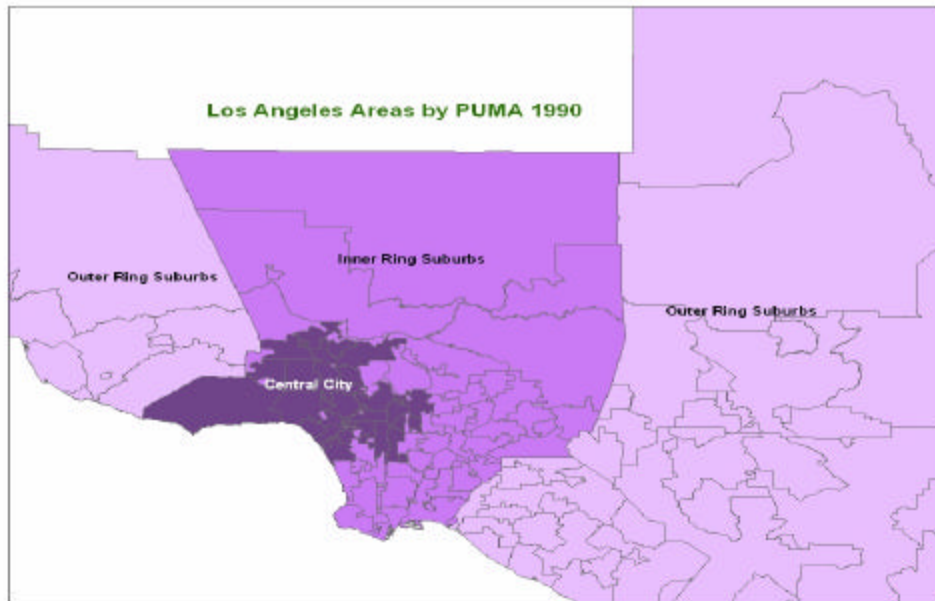 Los Angeles Areas by PUMA 1990
Inner Ring Suburbs
Outer Ring Suburbs
Outer Ring Suburbs
Central City